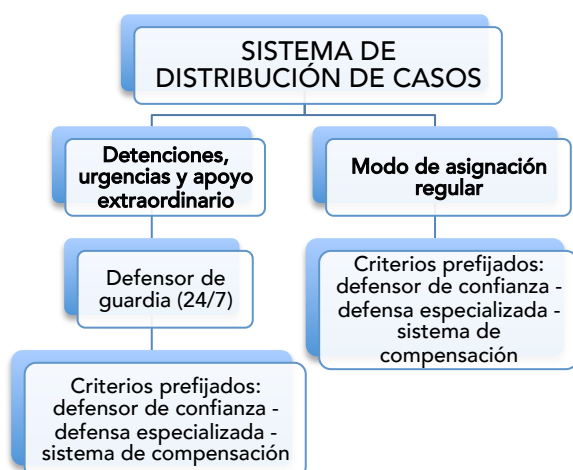 SISTEMA DE
DISTRIBUCIÓN DE CASOS
Detenciones,
urgencias y apoyo
extraordinario
Defensor de
guardia (24/7)
Criterios prefijados:
defensor de confianza -
defensa especializada -
sistema de compensación
Modo de asignación
regular
Criterios prefijados:
defensor de confianza -
defensa especializada -
sistema de
compensación